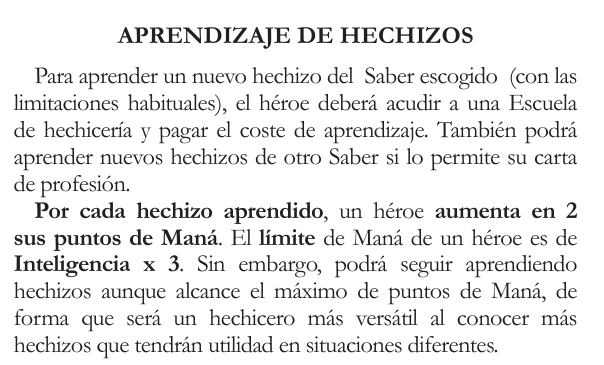 APRENDIZAJE DE HECHIZOS
Para aprender un nuevo hechizo del Saber escogido (con las
limitaciones habituales), el héroe deberá acudir a una Escuela
de hechicería y pagar el coste de aprendizaje. También podrá
aprender nuevos hechizos de otro Saber si lo permite su carta
de profesión.
Por cada hechizo aprendido, un héroe aumenta en 2
sus puntos de Maná. El límite de Maná de un héroe es de
Inteligencia x 3. Sin embargo, podrá seguir aprendiendo
hechizos aunque alcance el máximo de puntos de Maná, de
forma que será un hechicero más versátil al conocer más
hechizos que tendrán utilidad en situaciones diferentes.